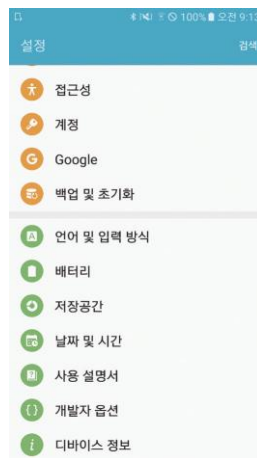 100% 오전 9:13
설정 검색
접근성
계정
Google
백업 및 초기화
언어 및 입력 방식
배터리
저장공간
날짜 및 시간
사용 설명서
개발자 옵션
디바이스 정보